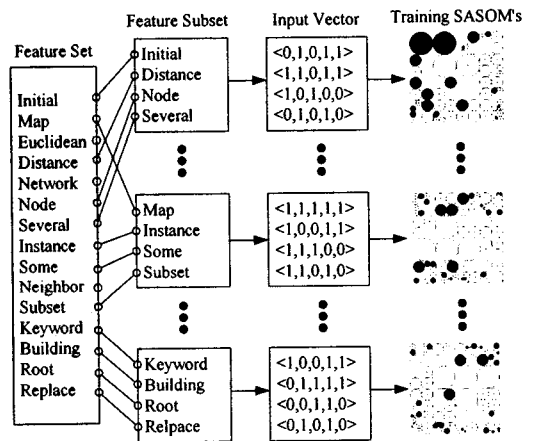 Feature Set
Initial
Map
Euclidean
Distance
Network
Node
Several
Instance
Some
Neighbor
Subset
Keyword
Building
Root
Replace
Feature Subset
Initial
Distance
Node
Several
Map
Instance
Some
Subset
Keyword
Building
Root
Relpace
Input Vector
<0,1,0,1,1>
<1,1,0,1,1>
<1,0,1,0,0>
<0,1,0,1,0>
<1,1,1,1,1>
<1,0,0,1,1>
<1,1,1,0,0>
<1,1,0,1,0>
<1,0,0,1,1>
<0,1,1,1,1>
<0,0,1,1,0>
<0,1,0,1,0>
Training SASOM's